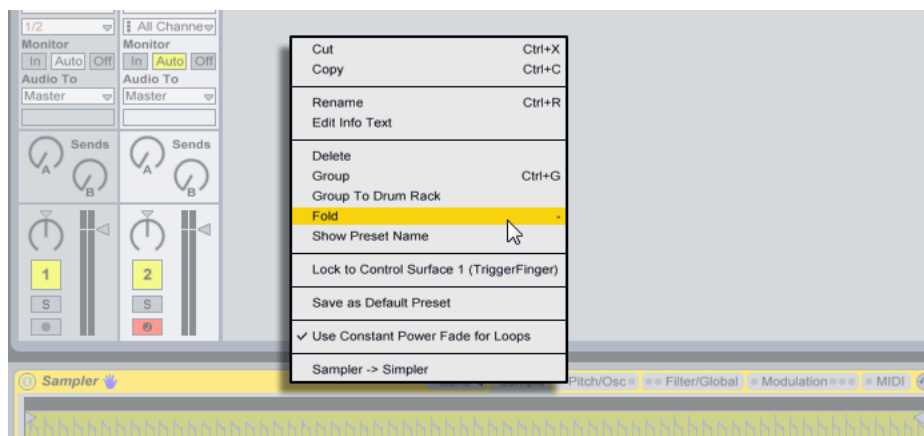 1/2
All Channe
Monitor
Monitor
In Auto Off
In Auto Off
Audio To
Audio To
Master
Master
Sends
Sends
A
B
A
B
1
2
S
S
Cut Ctrl+X
Copy Ctrl+C
Rename Ctrl+R
Edit Info Text
Delete
Group Ctrl+G
Group To Drum Rack
Fold -
Show Preset Name
Lock to Control Surface 1 (TriggerFinger)
Save as Default Preset
✓ Use Constant Power Fade for Loops
Sampler -> Simpler
Sampler
Pitch/Osc Filter/Global Modulation MIDI